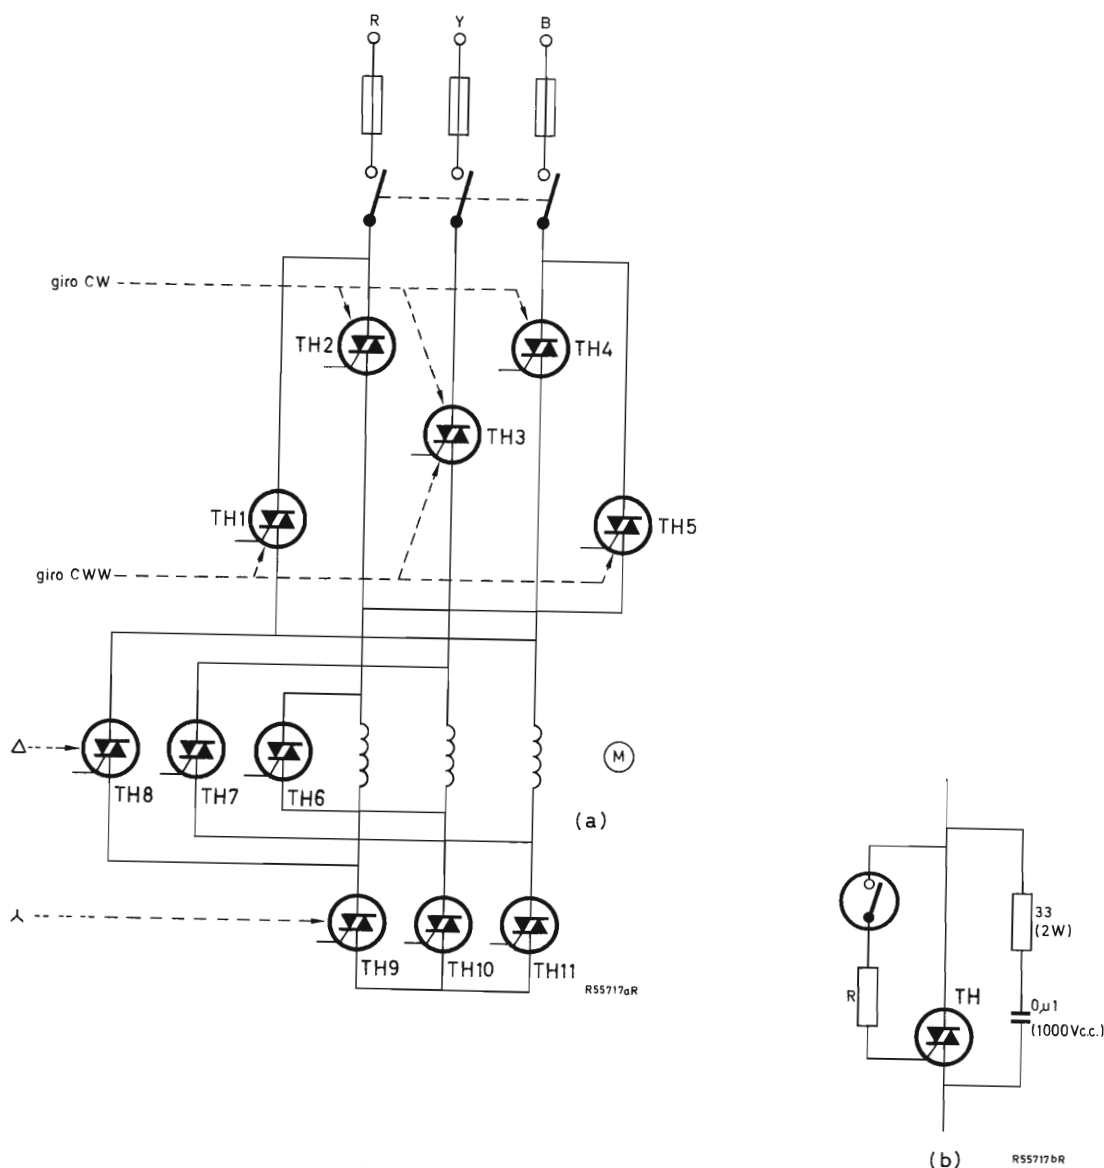 R Y B
giro CW
TH2
TH4
TH3
TH1
TH5
giro CWW
Δ
TH8
TH7
TH6
M
(a)
⅄
TH9
TH10
TH11
R55717aR
33
(2W)
R
TH
0,µ1
(1000Vc.c.)
(b)
R55717bR